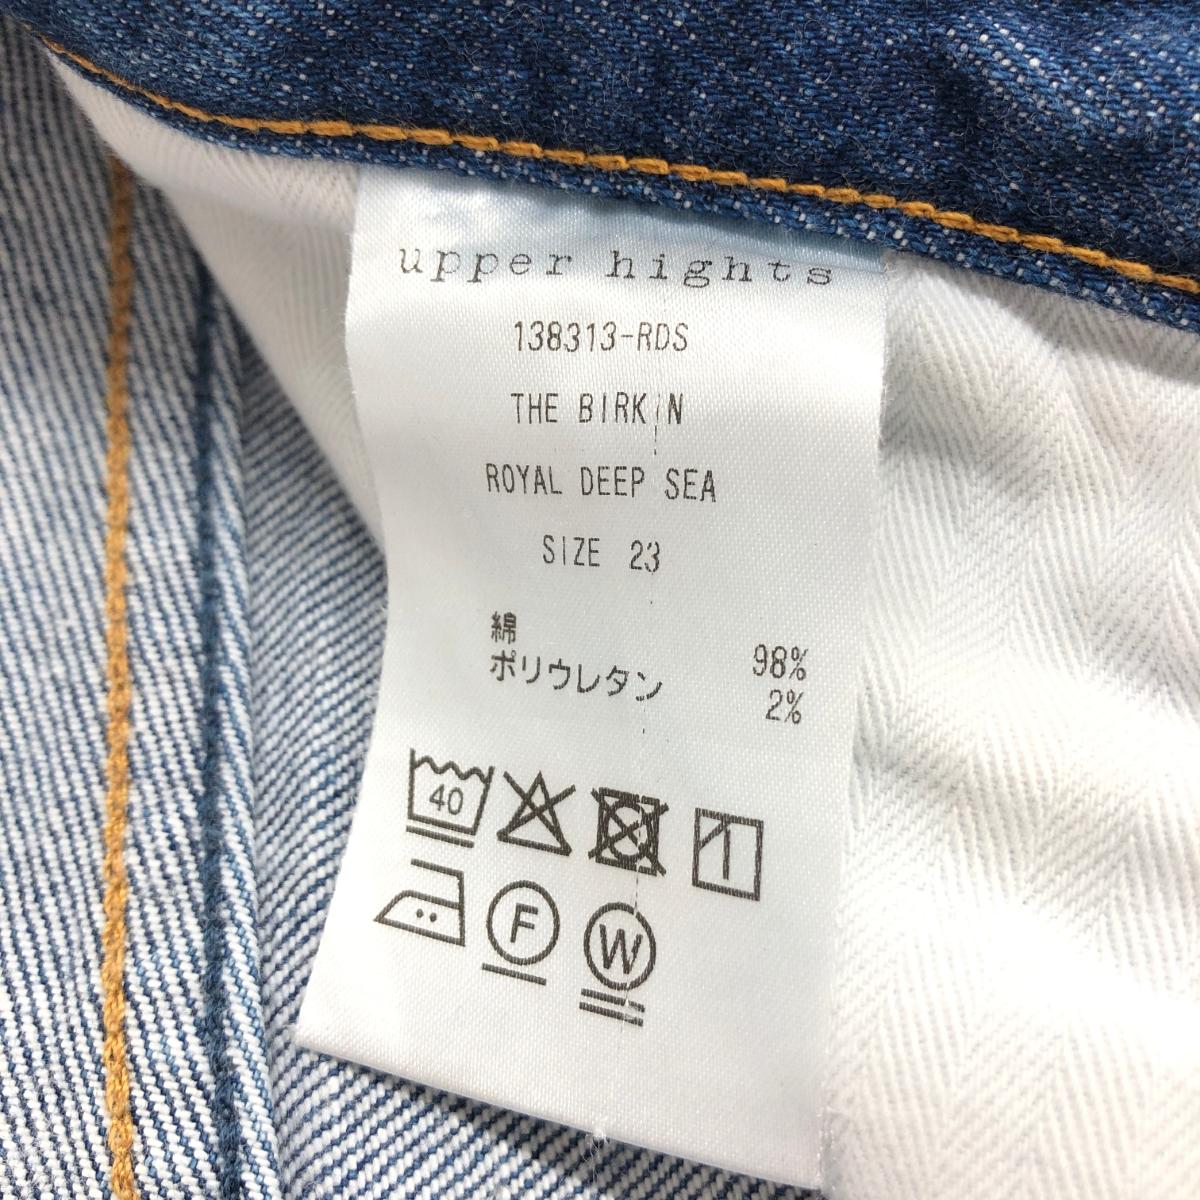 upper hights
138313-RDS
THE BIRKIN
ROYAL DEEP SEA
SIZE 23
綿 98%
ポリウレタン 2%
40
F W